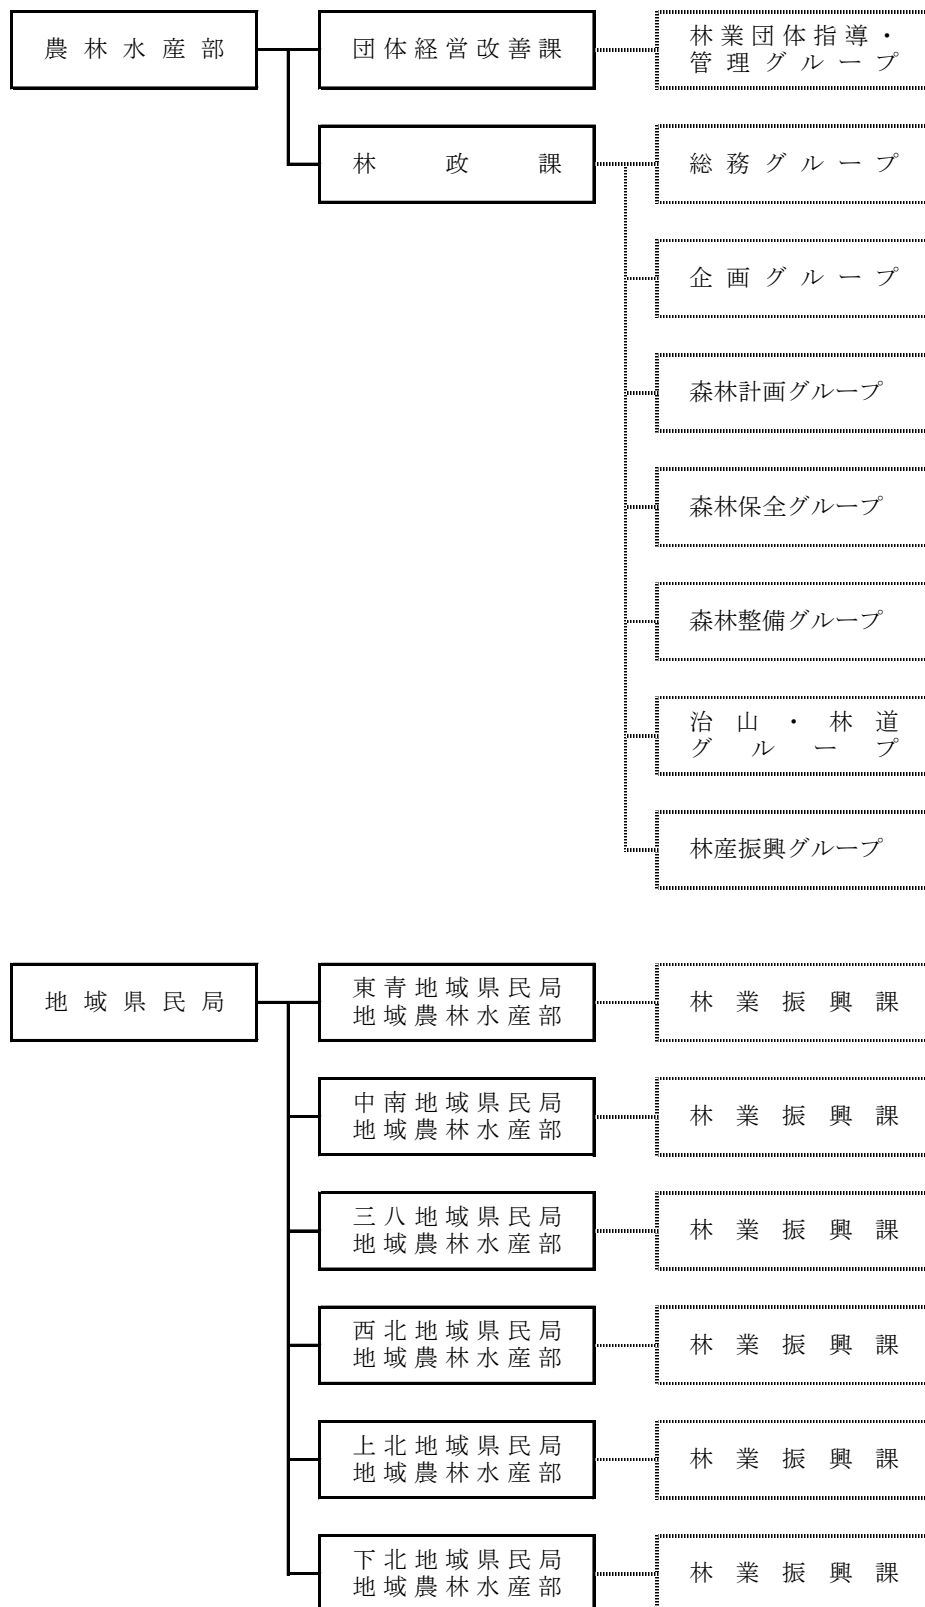 農林水産部
団体経営改善課
林業団体指導・
管理グループ
林政課
総務グループ
企画グループ
森林計画グループ
森林保全グループ
森林整備グループ
治山・林道
グループ
林産振興グループ
地域県民局
東青地域県民局
地域農林水産部
林業振興課
中南地域県民局
地域農林水産部
林業振興課
三八地域県民局
地域農林水産部
林業振興課
西北地域県民局
地域農林水産部
林業振興課
上北地域県民局
地域農林水産部
林業振興課
下北地域県民局
地域農林水産部
林業振興課